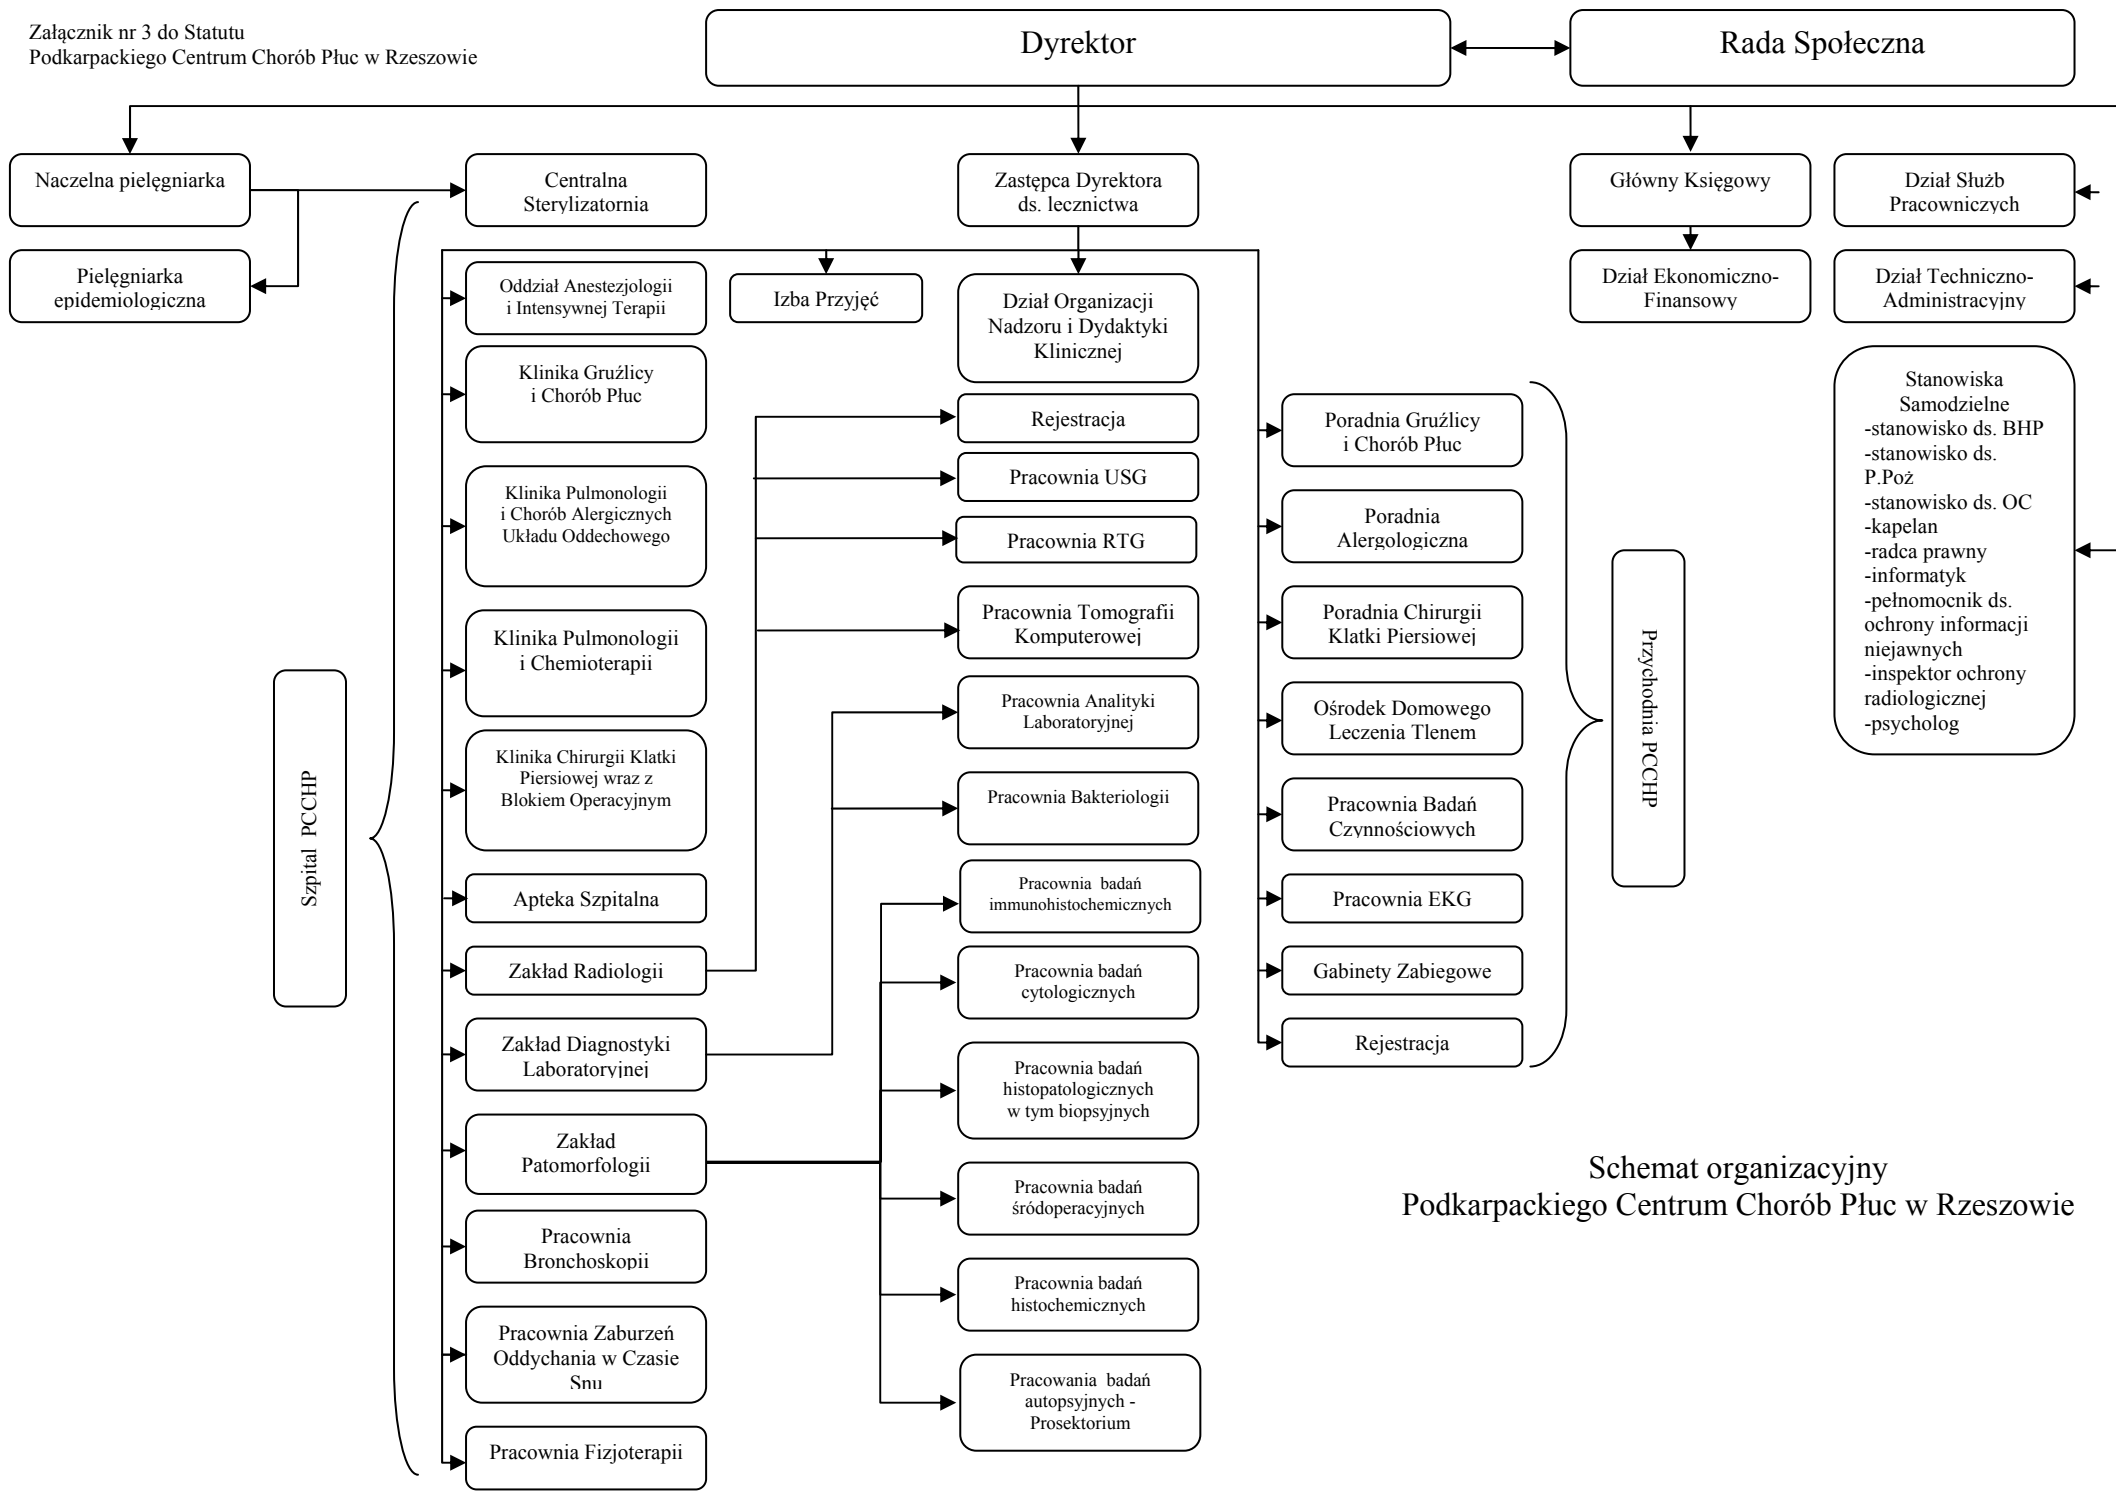 Załącznik nr 3 do Statutu
Podkarpackiego Centrum Chorób Płuc w Rzeszowie
Dyrektor
Rada Społeczna
Naczelna pielęgniarka
Centralna
Sterylizatornia
Zastępca Dyrektora
ds. lecznictwa
Główny Księgowy
Dział Służb
Pracowniczych
Pielęgniarka
epidemiologiczna
Dział Ekonomiczno-
Finansowy
Dział Techniczno-
Administracyjny
Oddział Anestezjologii
i Intensywnej Terapii
Izba Przyjęć
Dział Organizacji
Nadzoru i Dydaktyki
Klinicznej
Klinika Gruźlicy
i Chorób Płuc
Klinika Pulmonologii
i Chorób Alergicznych
Układu Oddechowego
Klinika Pulmonologii
i Chemioterapii
Klinika Chirurgii Klatki
Piersiowej wraz z
Blokiem Operacyjnym
Apteka Szpitalna
Zakład Radiologii
Zakład Diagnostyki
Laboratoryjnej
Zakład
Patomorfologii
Pracownia
Bronchoskopii
Pracownia Zaburzeń
Oddychania w Czasie
Snu
Pracownia Fizjoterapii
Szpital PCCHP
Rejestracja
Pracownia USG
Pracownia RTG
Pracownia Tomografii
Komputerowej
Pracownia Analityki
Laboratoryjnej
Pracownia Bakteriologii
Pracownia badań
immunohistochemicznych
Pracownia badań
cytologicznych
Pracownia badań
histopatologicznych
w tym biopsyjnych
Pracownia badań
śródoperacyjnych
Pracownia badań
histochemicznych
Pracowania badań
autopsyjnych -
Prosektorium
Poradnia Gruźlicy
i Chorób Płuc
Poradnia
Alergologiczna
Poradnia Chirurgii
Klatki Piersiowej
Ośrodek Domowego
Leczenia Tlenem
Pracownia Badań
Czynnościowych
Pracownia EKG
Gabinety Zabiegowe
Rejestracja
Przychodnia PCCHP
Stanowiska
Samodzielne
-stanowisko ds. BHP
-stanowisko ds.
P.Poż
-stanowisko ds. OC
-kapelan
-radca prawny
-informatyk
-pełnomocnik ds.
ochrony informacji
niejawnych
-inspektor ochrony
radiologicznej
-psycholog
Schemat organizacyjny
Podkarpackiego Centrum Chorób Płuc w Rzeszowie